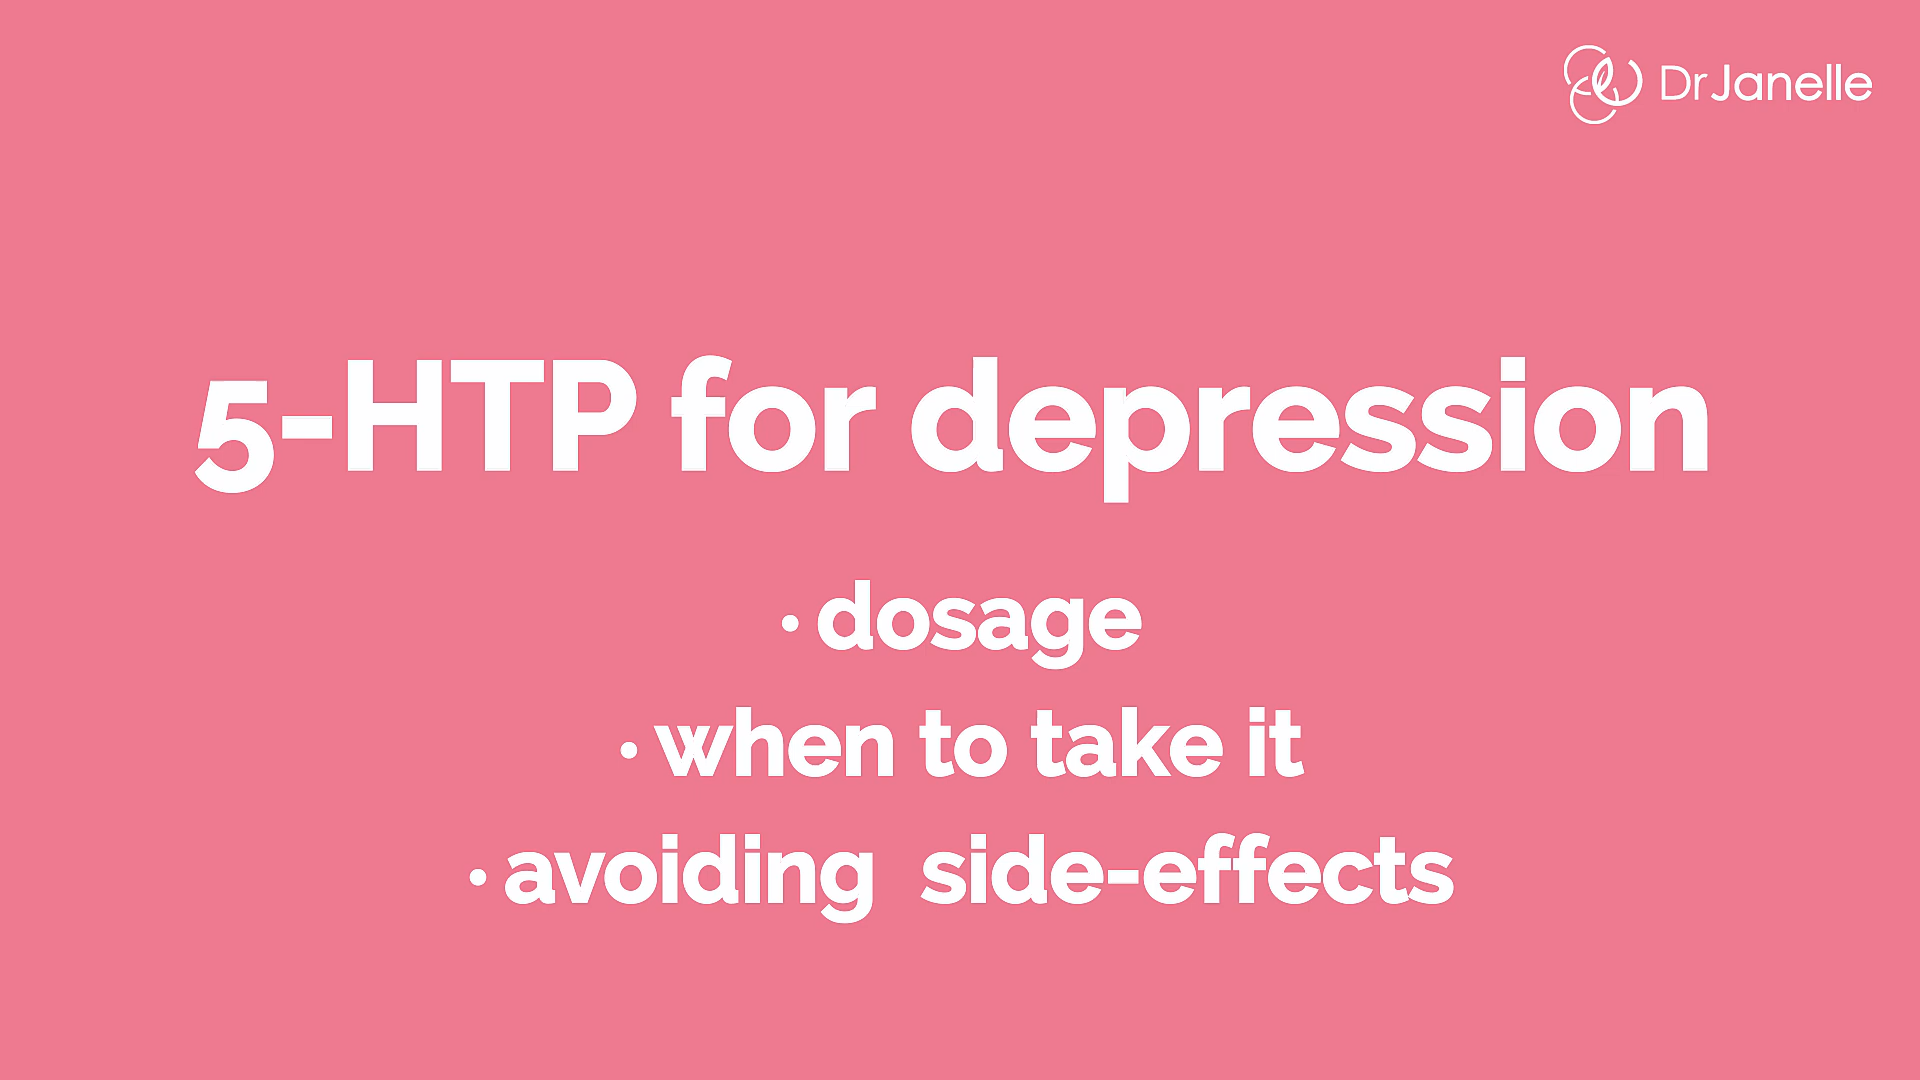 DrJanelle
5-HTP for depression
• dosage
• when to take it
• avoiding side-effects